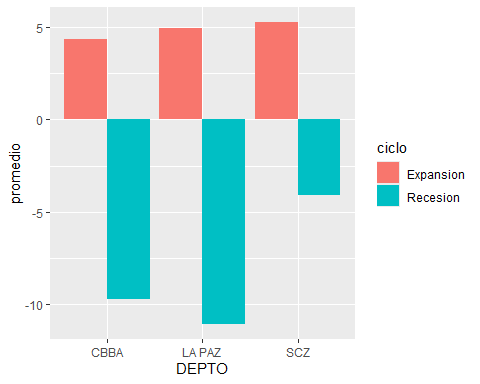 5
0
-5
-10
promedio
CBBA LA PAZ SCZ
DEPTO
ciclo
Expansion
Recesion